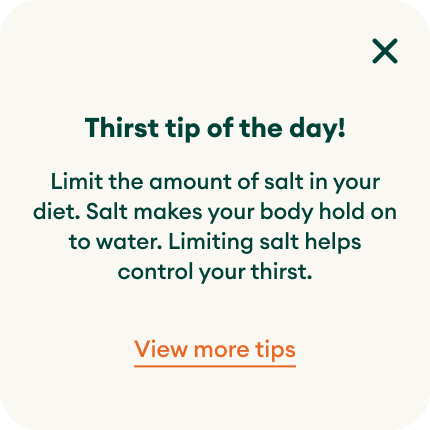 Thirst tip of the day!
Limit the amount of salt in your
diet. Salt makes your body hold on
to water. Limiting salt helps
control your thirst.
View more tips